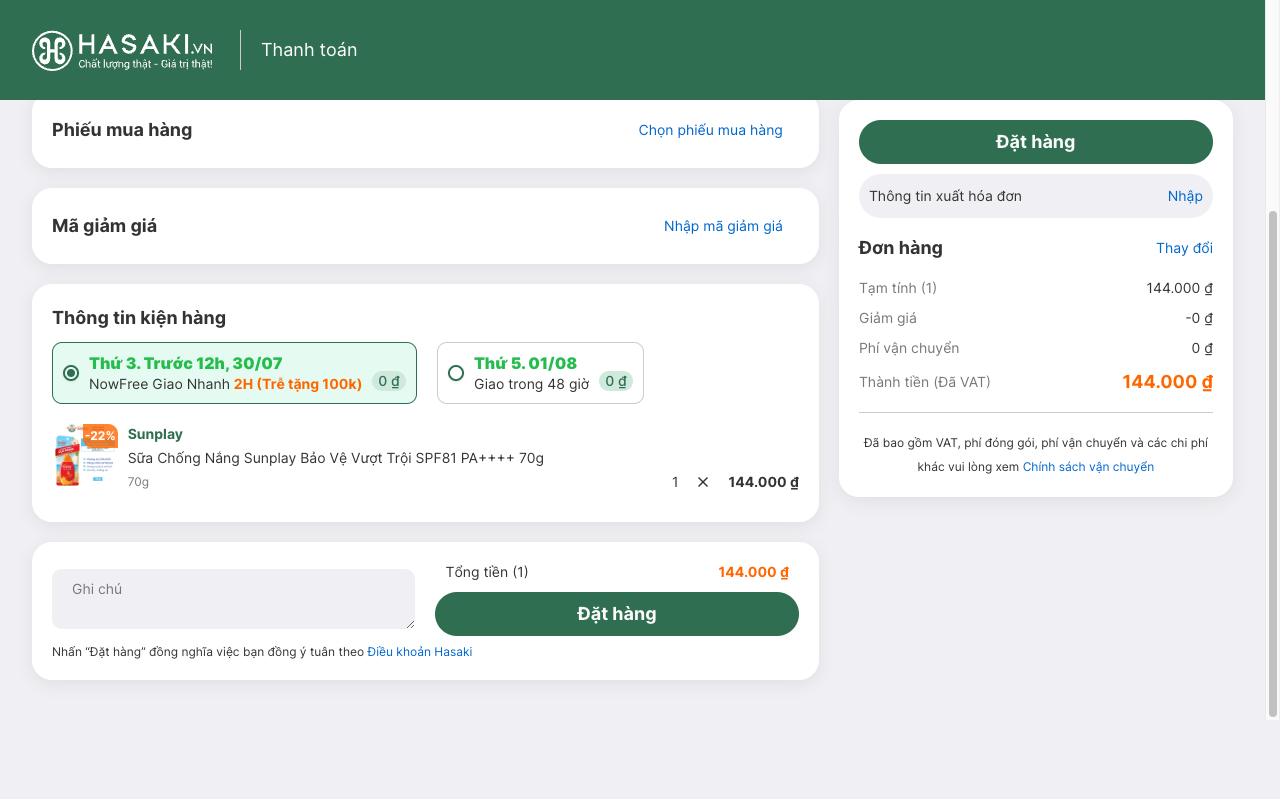 HASAKI.VN
Chất lượng thật - Giá trị thật!
Thanh toán
Phiếu mua hàng
Chọn phiếu mua hàng
Mã giảm giá
Nhập mã giảm giá
Thông tin kiện hàng
Thứ 3. Trước 12h, 30/07
NowFree Giao Nhanh 2H (Trễ tặng 100k)
0 ₫
Thứ 5. 01/08
Giao trong 48 giờ
0 ₫
-22%
Sunplay
Sữa Chống Nắng Sunplay Bảo Vệ Vượt Trội SPF81 PA++++ 70g
70g
1 × 144.000 ₫
Ghi chú
Tổng tiền (1) 144.000 ₫
Đặt hàng
Nhấn “Đặt hàng” đồng nghĩa việc bạn đồng ý tuân theo Điều khoản Hasaki
Đặt hàng
Thông tin xuất hóa đơn Nhập
Đơn hàng Thay đổi
Tạm tính (1) 144.000 ₫
Giảm giá -0 ₫
Phí vận chuyển 0 ₫
Thành tiền (Đã VAT) 144.000 ₫
Đã bao gồm VAT, phí đóng gói, phí vận chuyển và các chi phí
khác vui lòng xem Chính sách vận chuyển